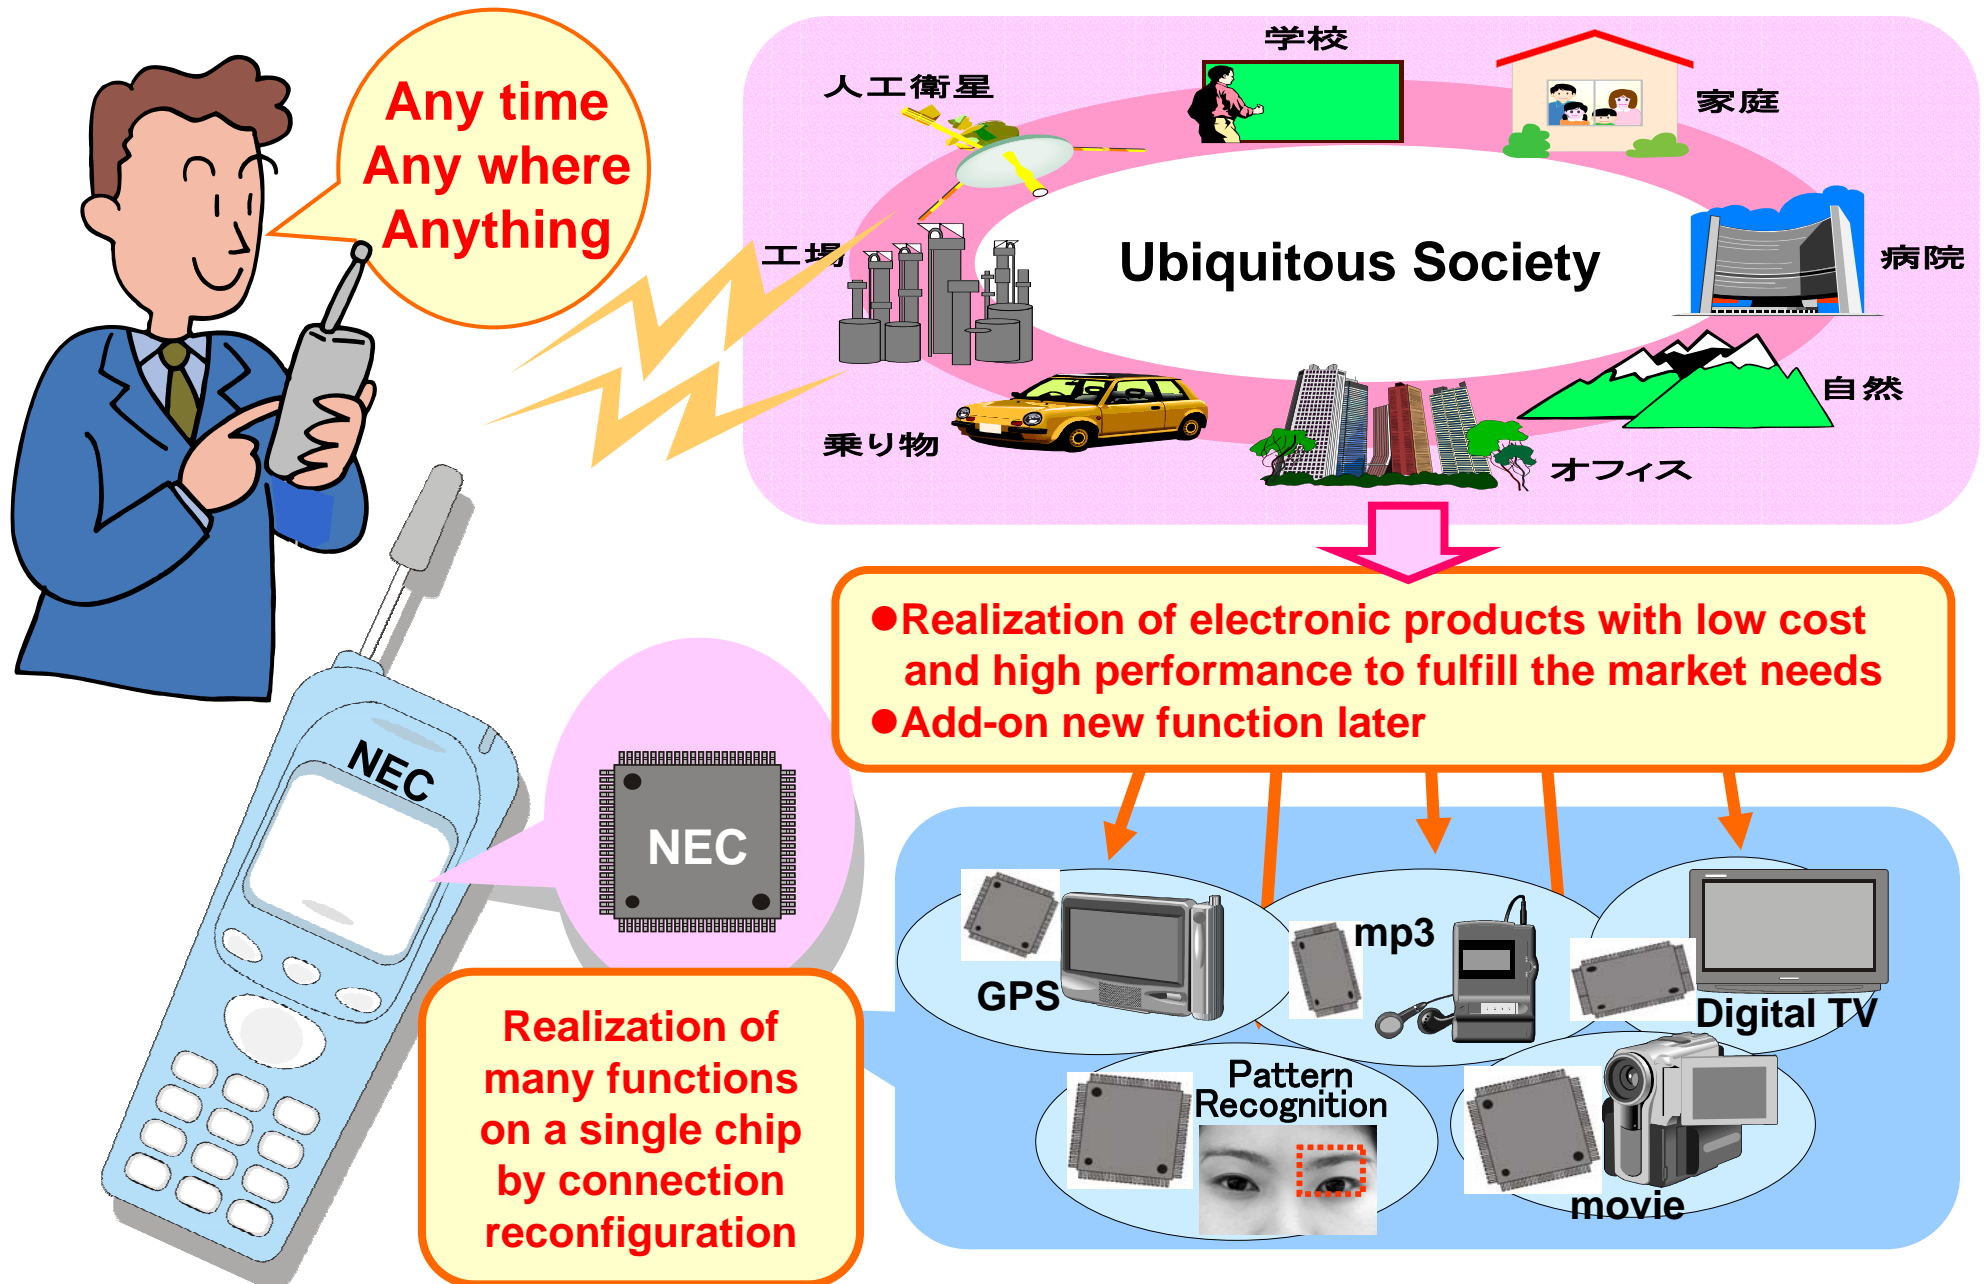 Any time
Any where
Anything
学校
人工衛星
家庭
工場
Ubiquitous Society
病院
自然
乗り物
オフィス
●Realization of electronic products with low cost
and high performance to fulfill the market needs
●Add-on new function later
NEC
NEC
mp3
GPS
Digital TV
Realization of
many functions
on a single chip
by connection
reconfiguration
Pattern
Recognition
movie